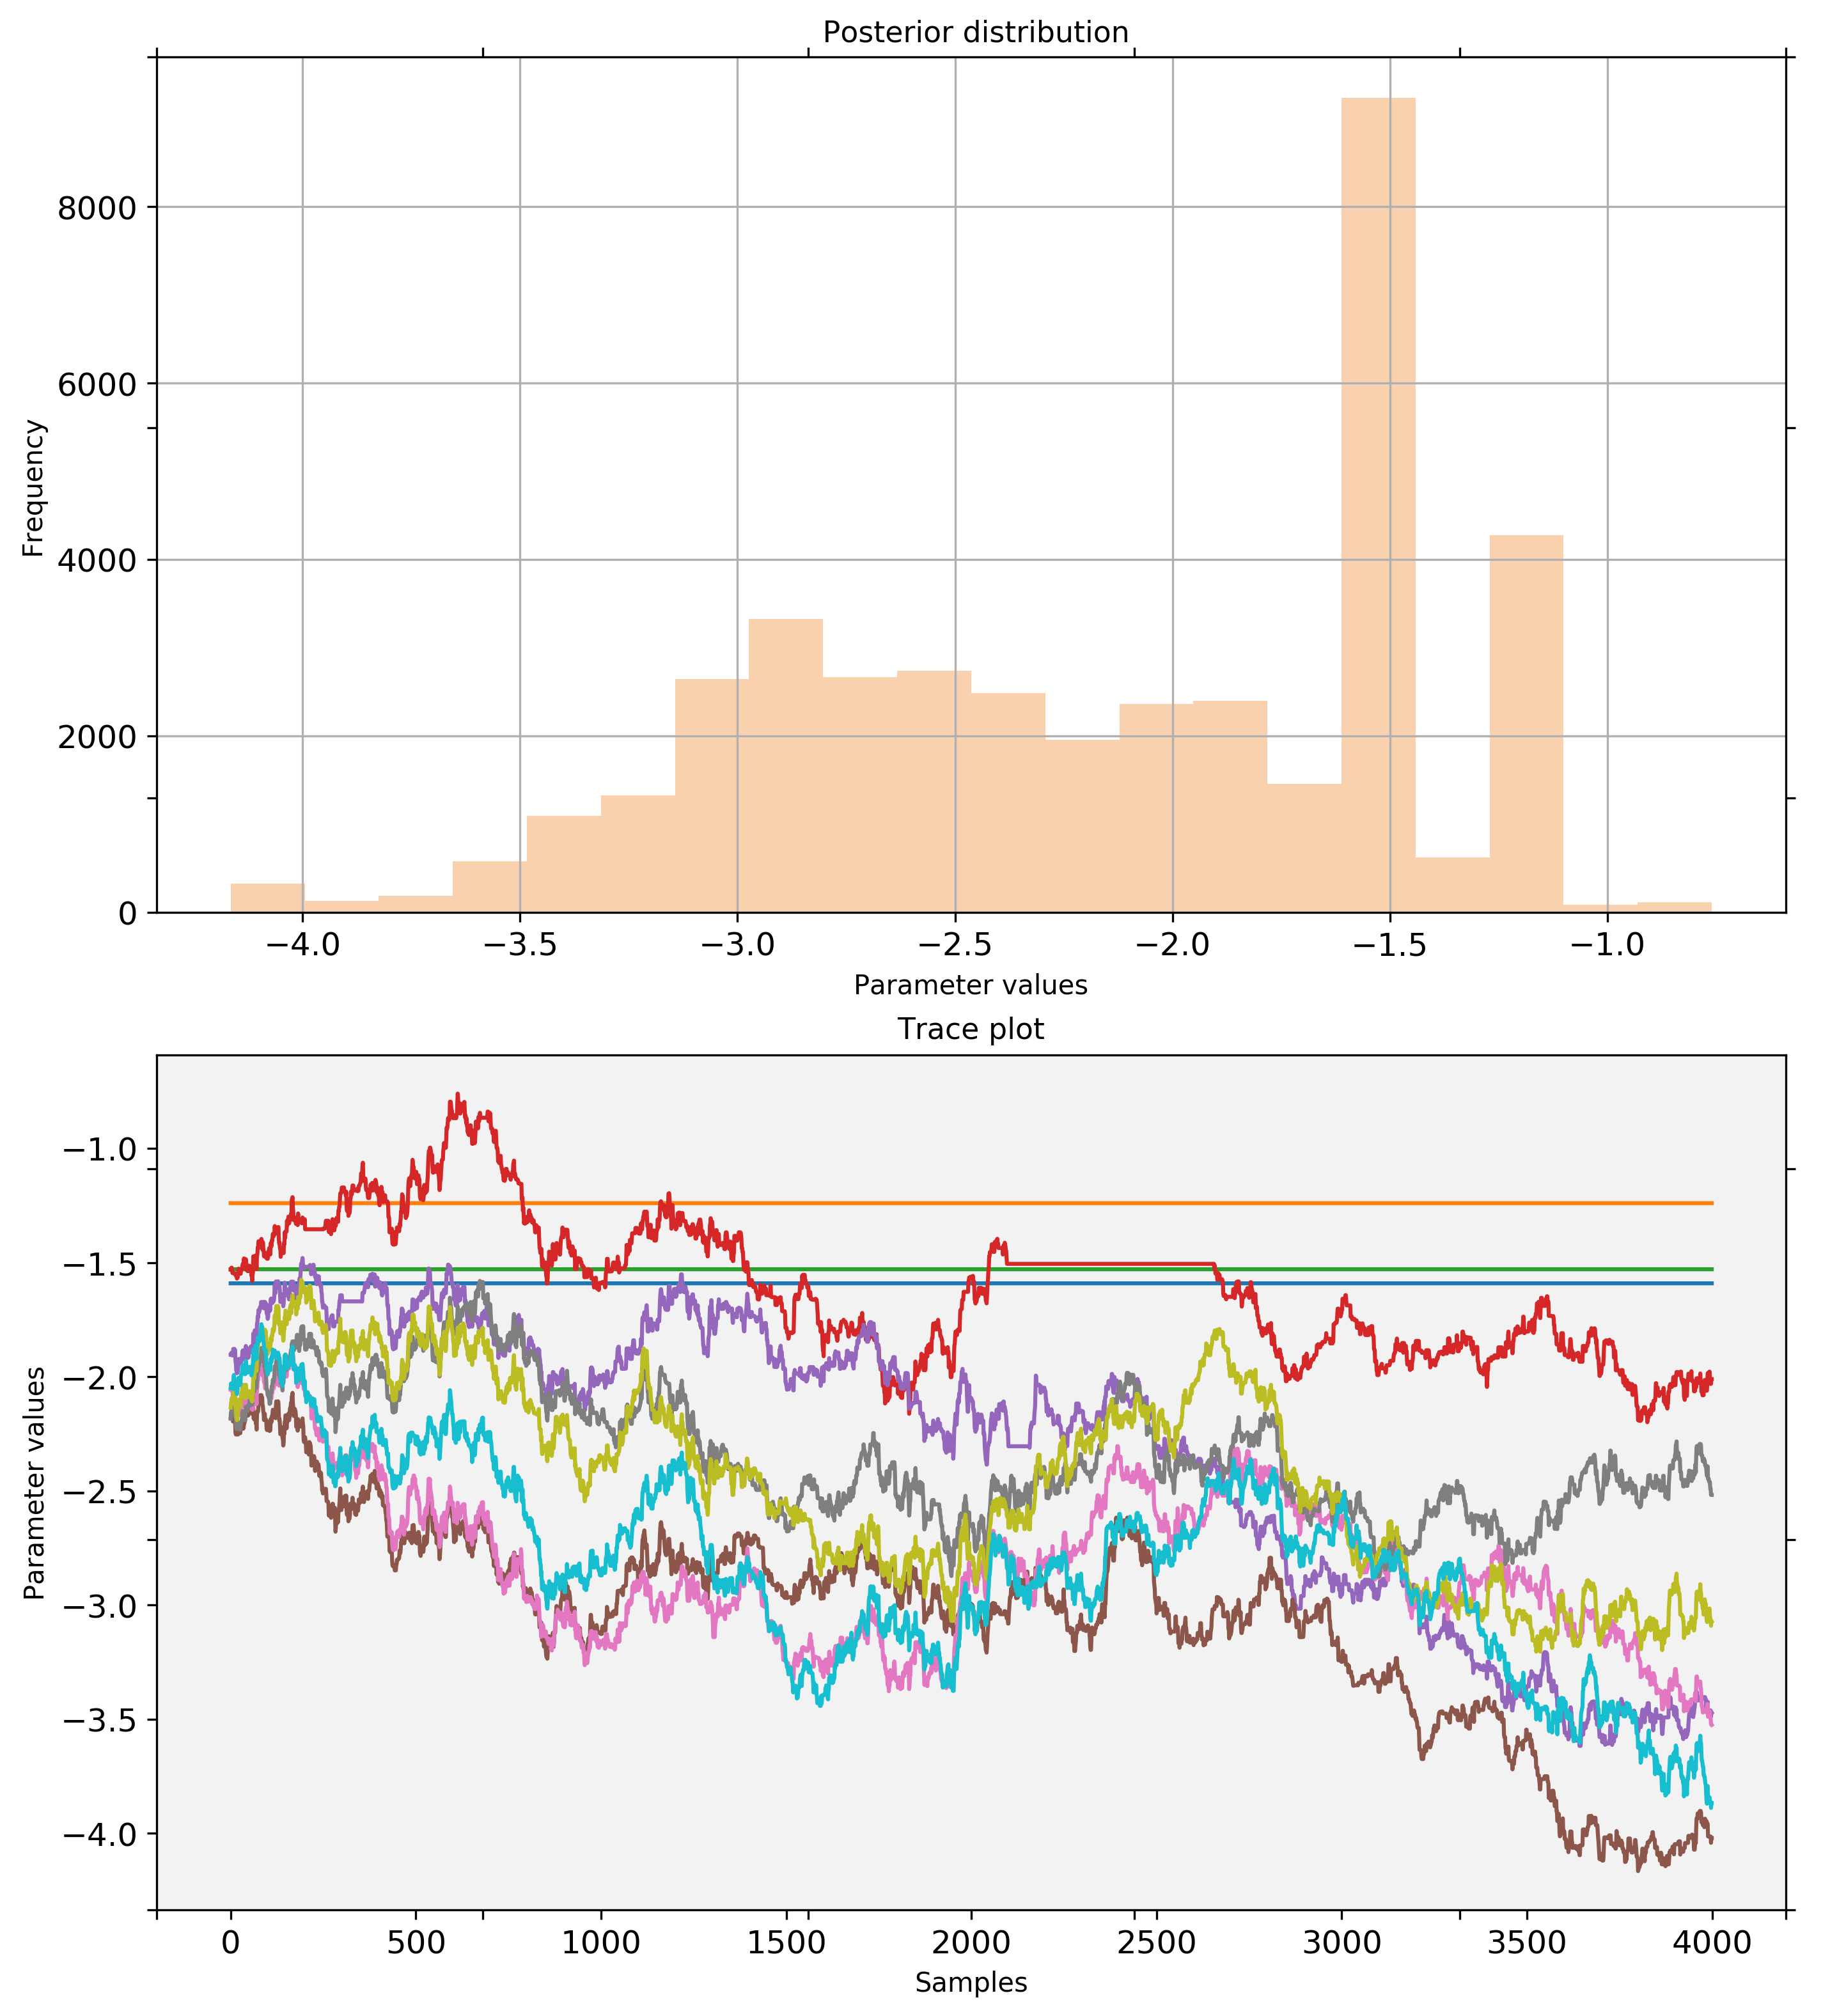 Posterior distribution
8000
6000
4000
2000
0
Frequency
−4.0 −3.5 −3.0 −2.5 −2.0 −1.5 −1.0
Parameter values
Trace plot
−1.0
−1.5
−2.0
−2.5
−3.0
−3.5
−4.0
Parameter values
0 500 1000 1500 2000 2500 3000 3500 4000
Samples